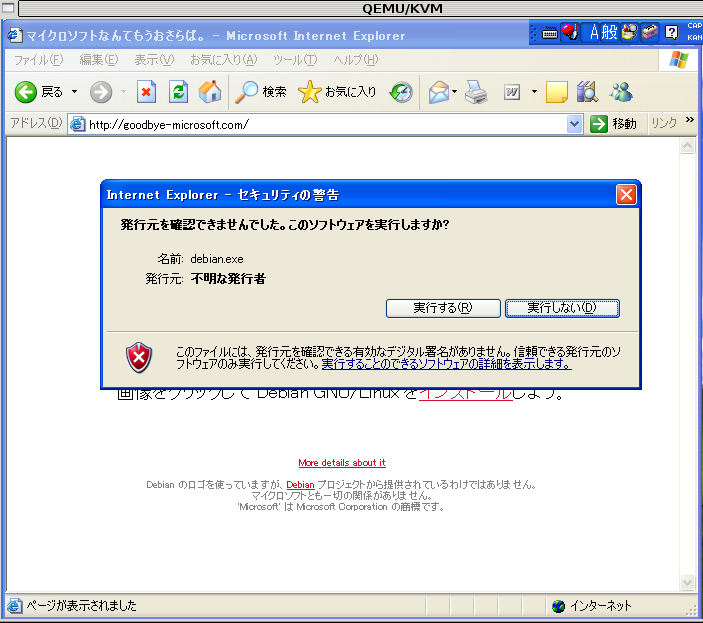 QEMU/KVM
マイクロソフトなんてもうおさらば。 - Microsoft Internet Explorer
A 般
CAP
KAN
ファイル(F) 編集(E) 表示(V) お気に入り(A) ツール(T) ヘルプ(H)
戻る 検索 お気に入り
アドレス(D) http://goodbye-microsoft.com/ 移動 リンク »
Internet Explorer - セキュリティの警告
発行元を確認できませんでした。このソフトウェアを実行しますか?
名前: debian.exe
発行元: 不明な発行者
実行する(R) 実行しない(D)
このファイルには、発行元を確認できる有効なデジタル署名がありません。信頼できる発行元のソ
フトウェアのみ実行してください。実行することのできるソフトウェアの詳細を表示します。
画像をクリックして Debian GNU/Linux をインストールしよう。
More details about it
Debian のロゴを使っていますが、Debian プロジェクトから提供されているわけではありません。
マイクロソフトとも一切の関係がありません。
'Microsoft' は Microsoft Corporation の商標です。
ページが表示されました インターネット